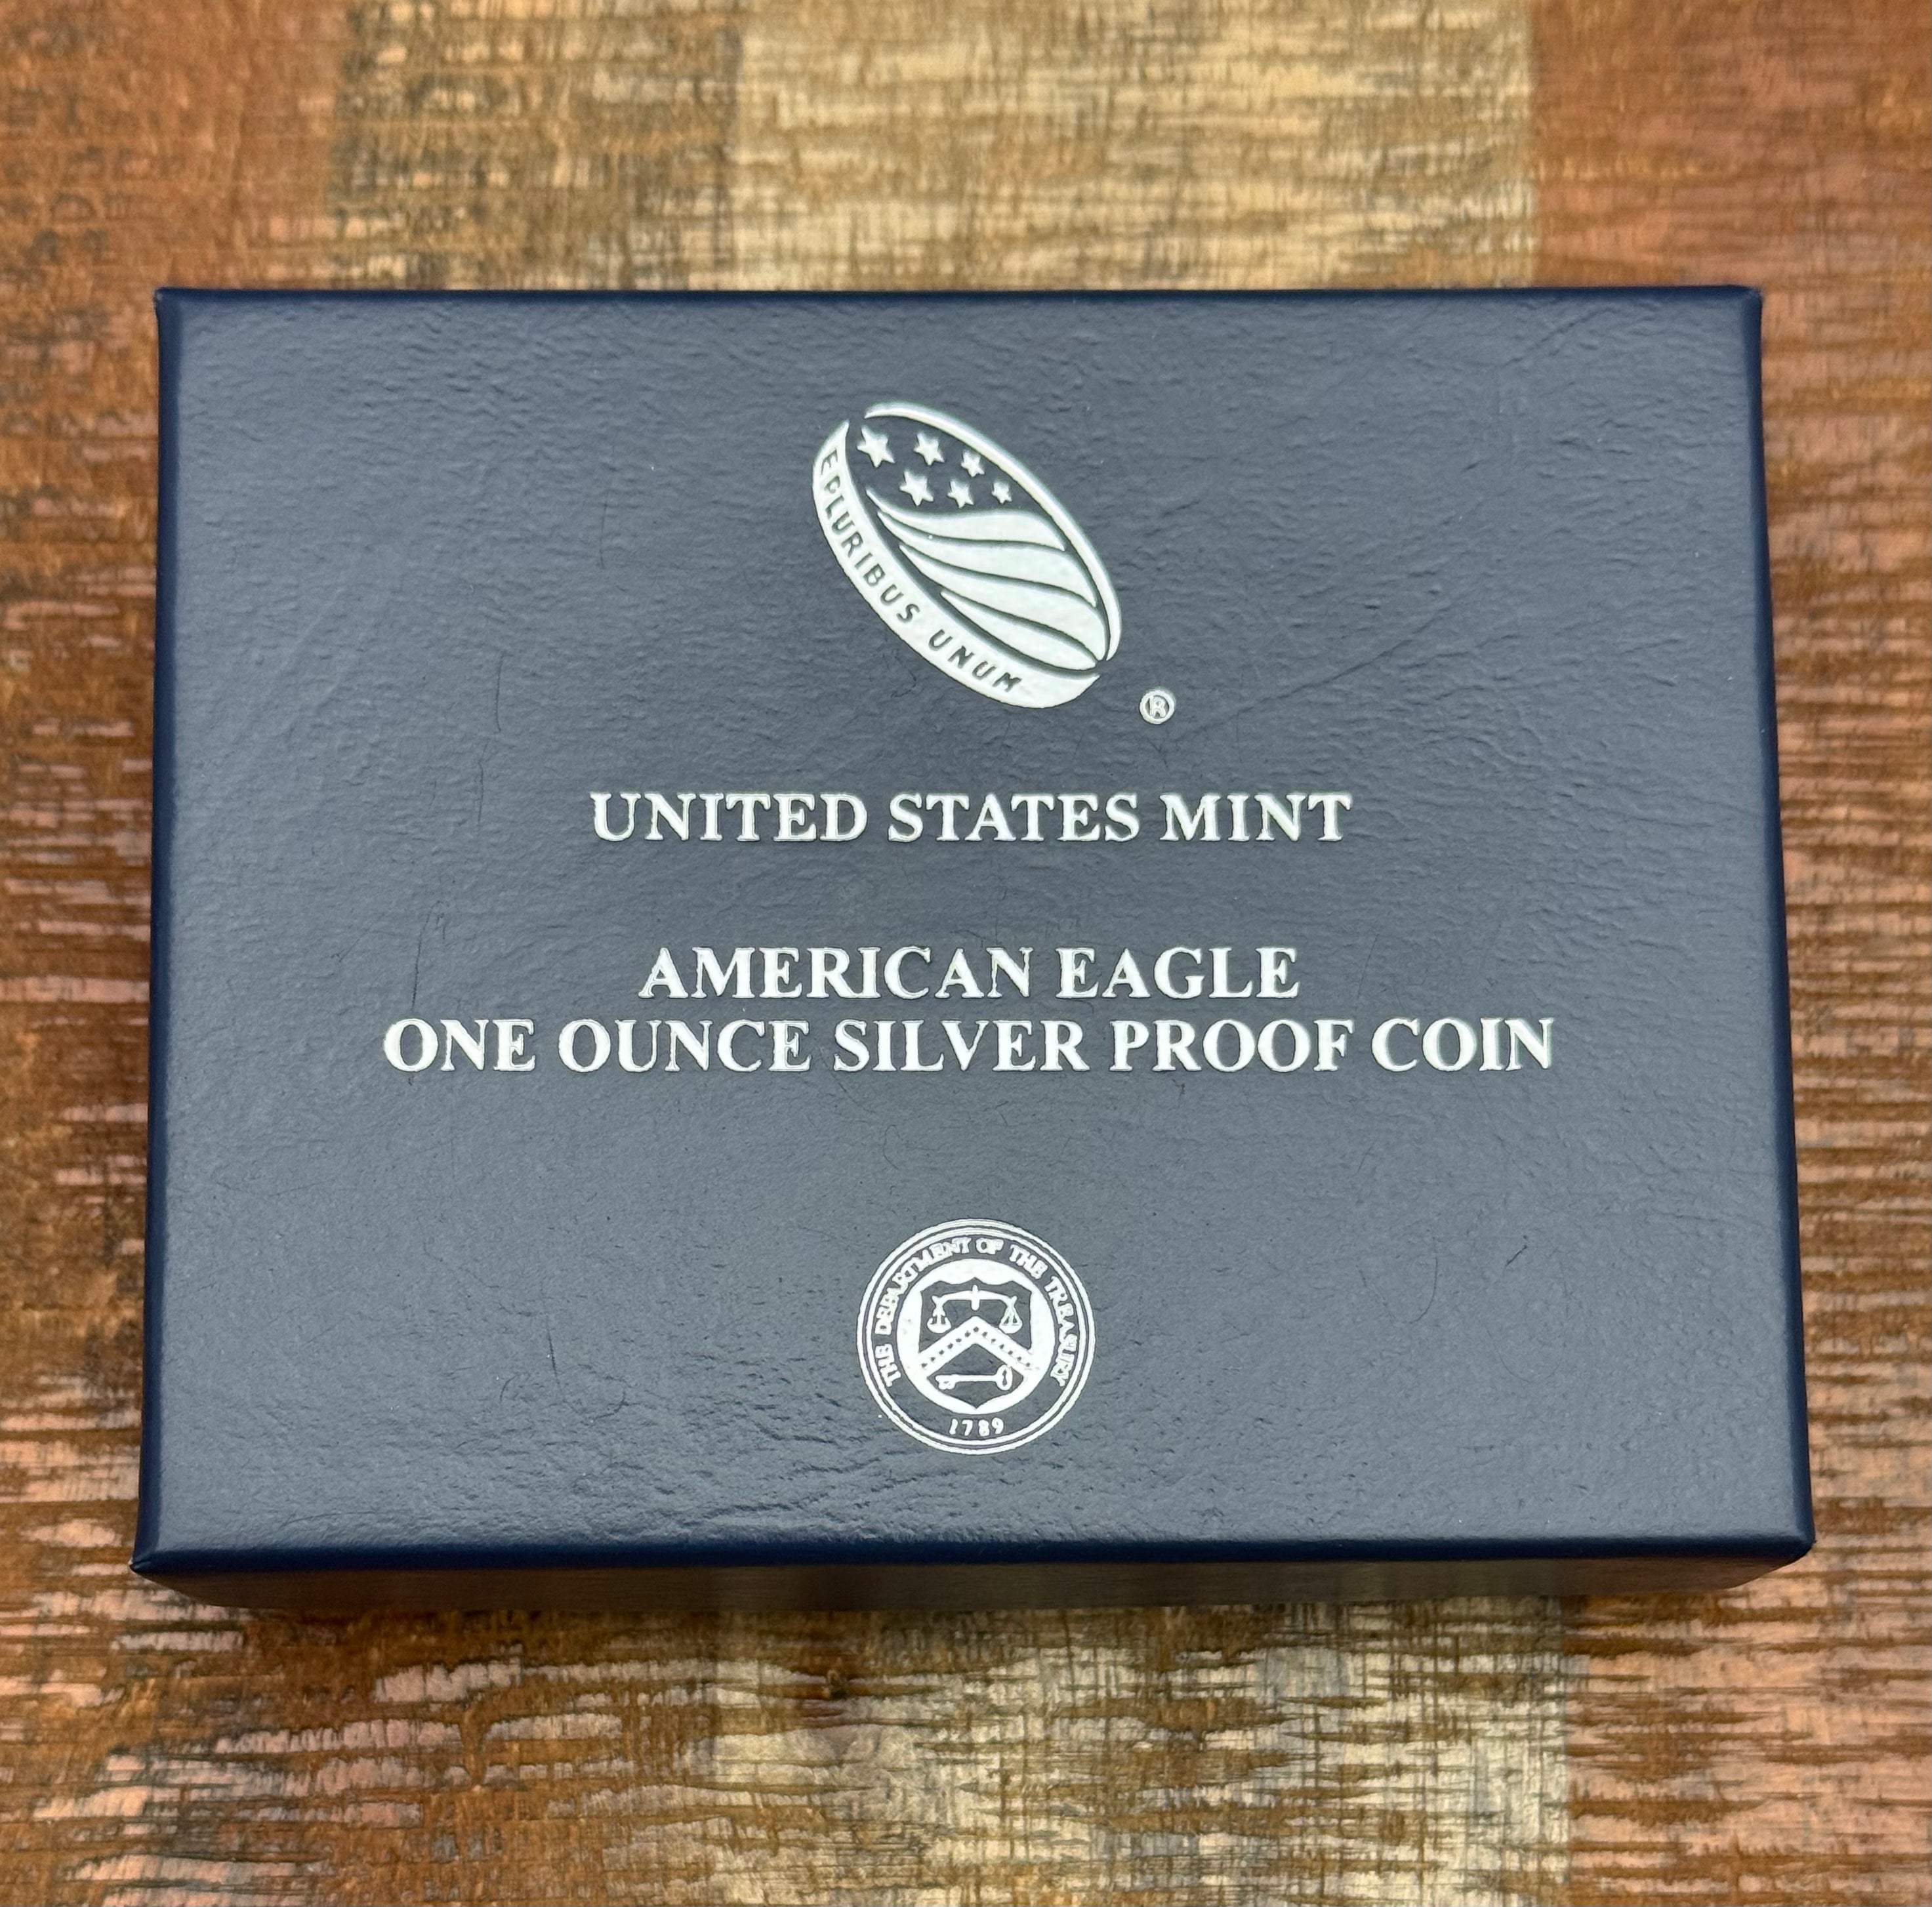 E PLURIBUS UNUM
®
UNITED STATES MINT
AMERICAN EAGLE
ONE OUNCE SILVER PROOF COIN
THE DEPARTMENT OF THE TREASURY
1789